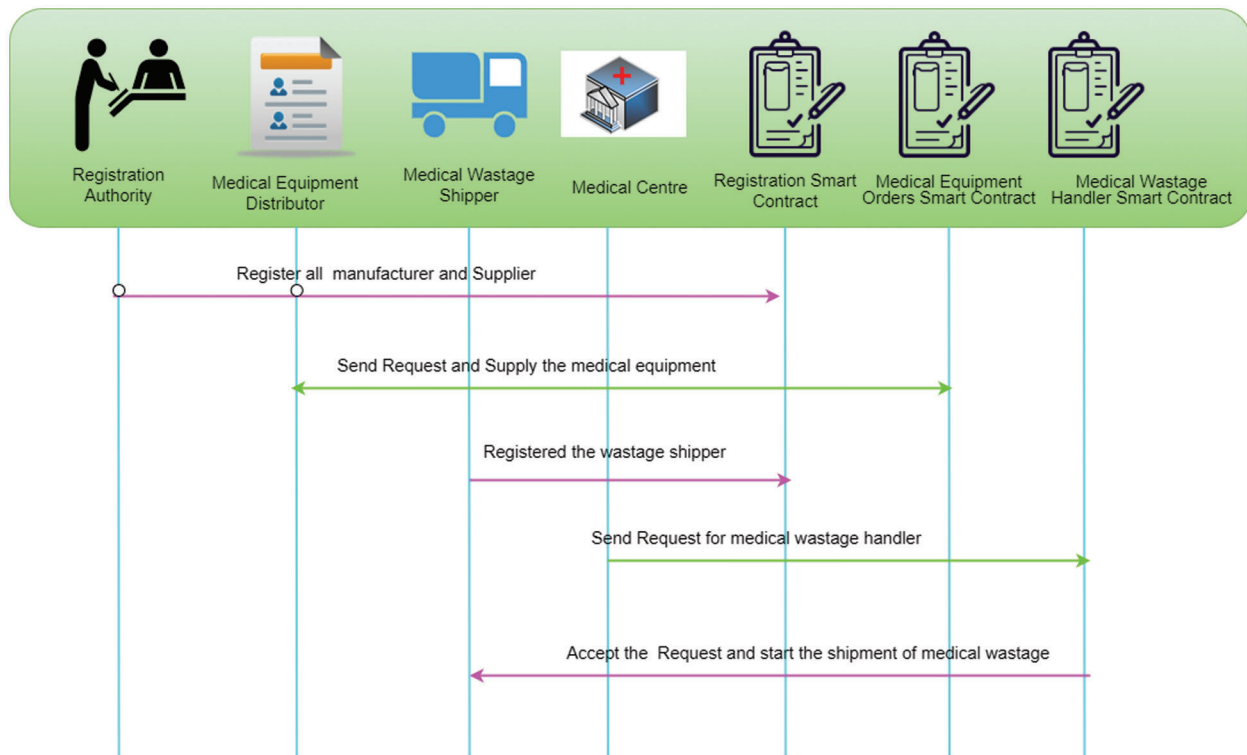 Registration
Authority
Medical Equipment
Distributor
Medical Wastage
Shipper
Medical Centre
Registration Smart
Contract
Medical Equipment
Orders Smart Contract
Medical Wastage
Handler Smart Contract
Register all manufacturer and Supplier
Send Request and Supply the medical equipment
Registered the wastage shipper
Send Request for medical wastage handler
Accept the Request and start the shipment of medical wastage